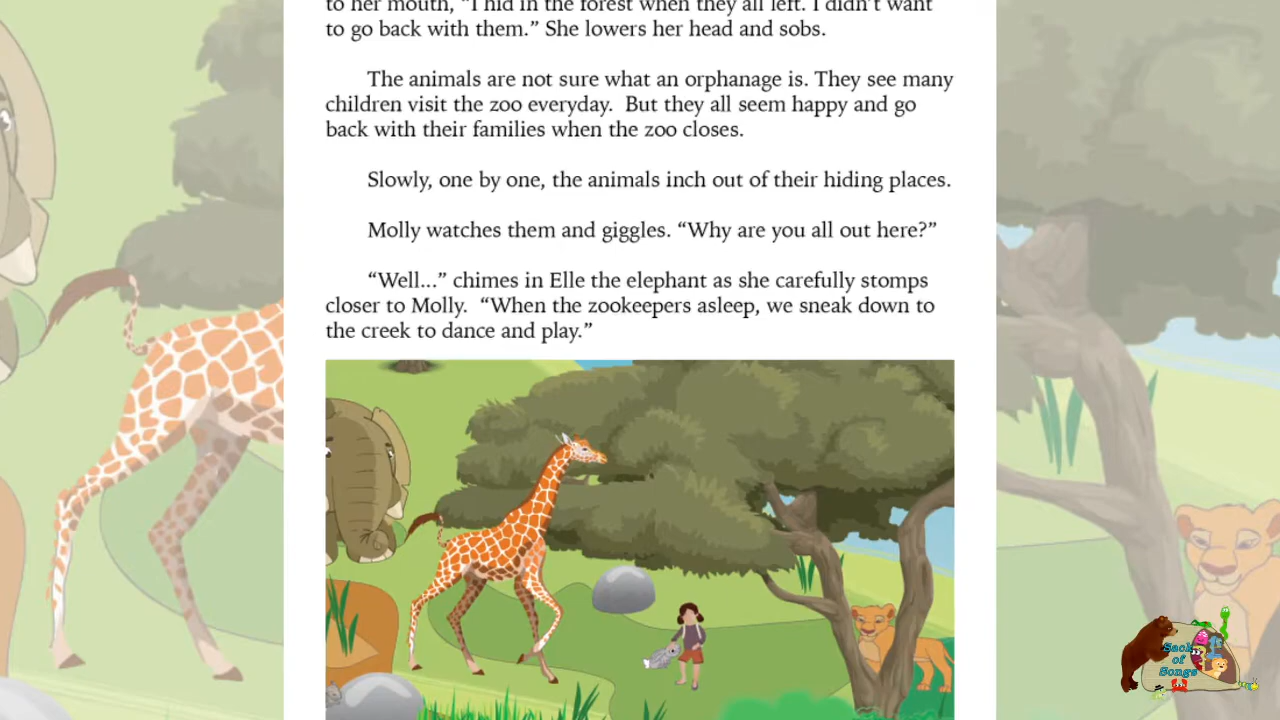 to her mouth, “I hid in the forest when they all left. I didn’t want
to go back with them.” She lowers her head and sobs.
The animals are not sure what an orphanage is. They see many
children visit the zoo everyday.  But they all seem happy and go
back with their families when the zoo closes.
Slowly, one by one, the animals inch out of their hiding places.
Molly watches them and giggles. “Why are you all out here?”
“Well...” chimes in Elle the elephant as she carefully stomps
closer to Molly.  “When the zookeepers asleep, we sneak down to
the creek to dance and play.”
Sack
of
Songs